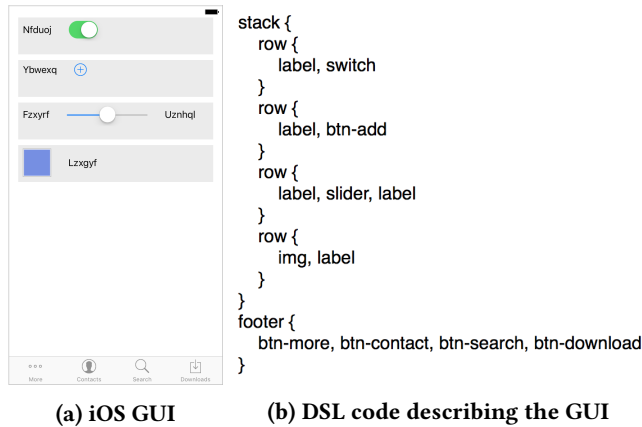 Nfduoj
Ybwexq
Fzxyrf Uznhql
Lzxgyf
More Contacts Search Downloads
(a) iOS GUI
stack {
row {
label, switch
}
row {
label, btn-add
}
row {
label, slider, label
}
row {
img, label
}
}
footer {
btn-more, btn-contact, btn-search, btn-download
}
(b) DSL code describing the GUI